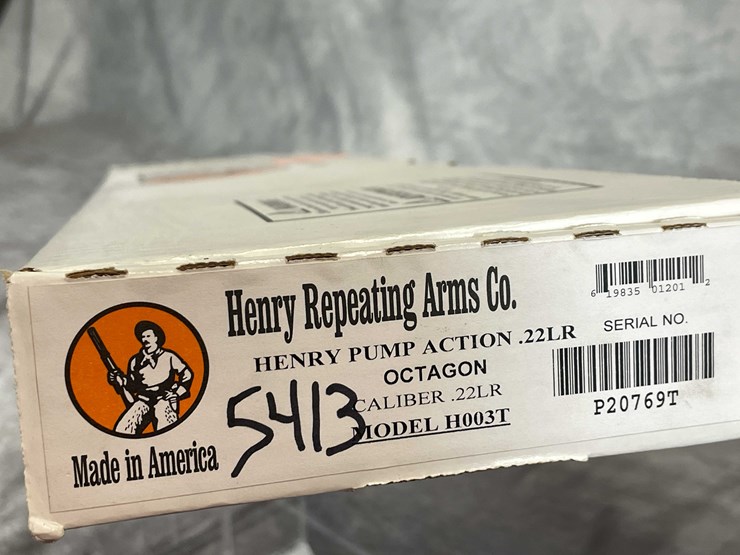 Henry Repeating Arms Co.
HENRY PUMP ACTION .22LR
OCTAGON
CALIBER .22LR
MODEL H003T
5413
Made in America
6 19835 01201 2
SERIAL NO.
P20769T